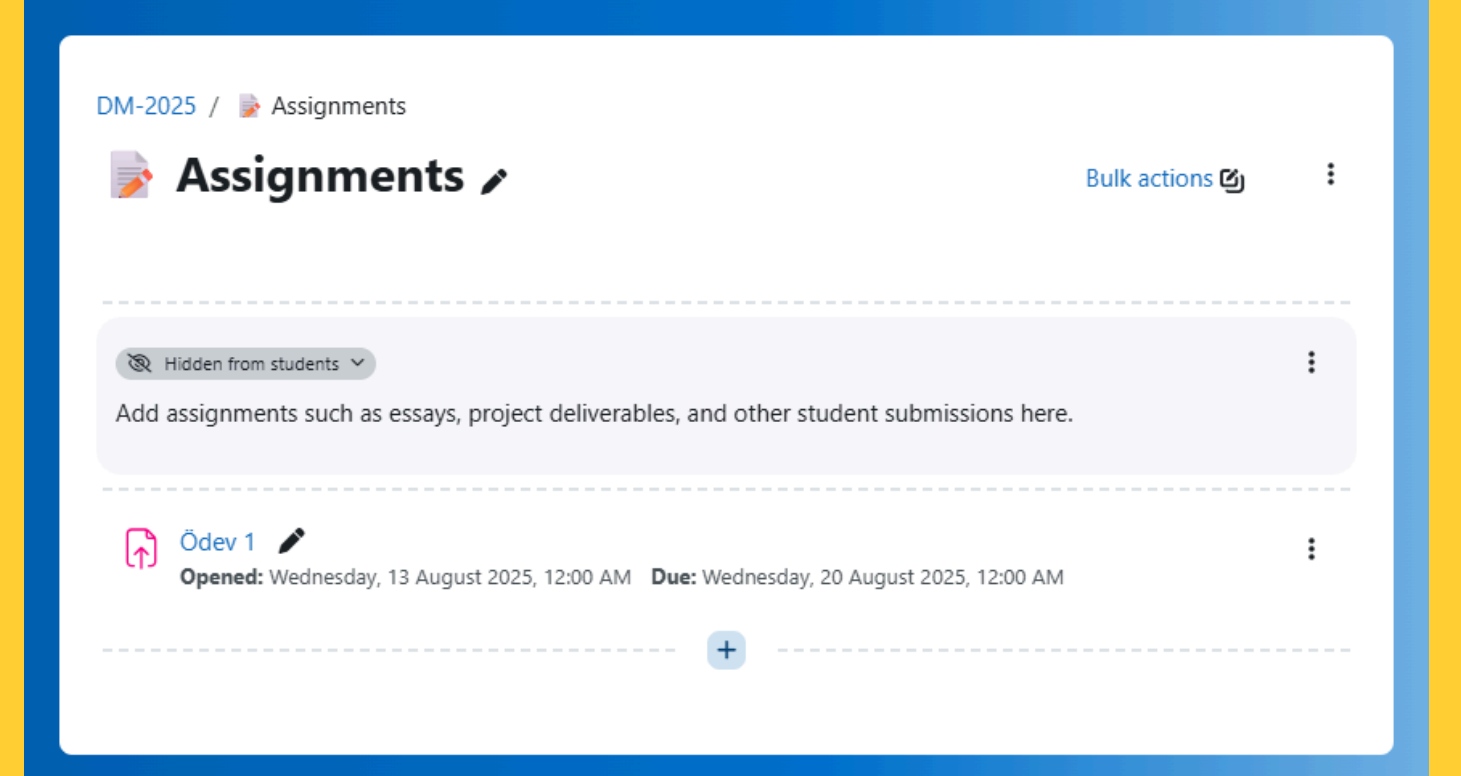 DM-2025 / Assignments
Assignments
Bulk actions
Hidden from students
Add assignments such as essays, project deliverables, and other student submissions here.
Ödev 1
Opened: Wednesday, 13 August 2025, 12:00 AM Due: Wednesday, 20 August 2025, 12:00 AM